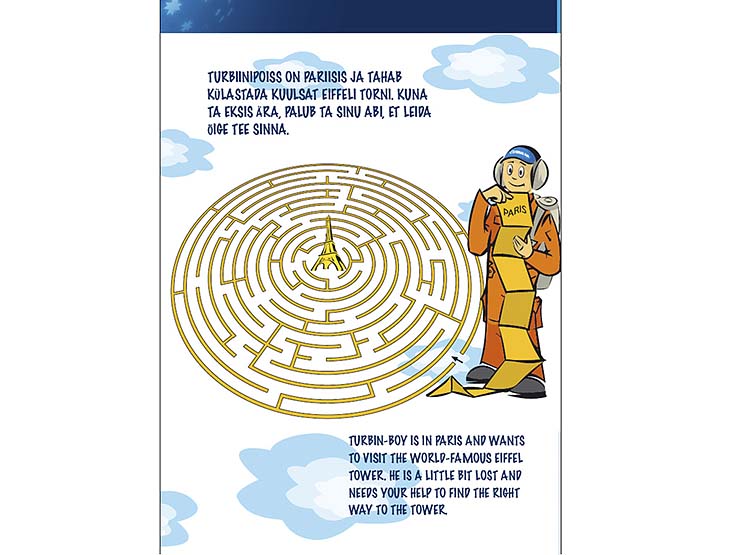 TURBIINIPOISS ON PARIISIS JA TAHAB
KÜLASTADA KUULSAT EIFFELI TORNI. KUNA
TA EKSIS ÄRA, PALUB TA SINU ABI, ET LEIDA
ÕIGE TEE SINNA.
PARIS
TURBIN-BOY IS IN PARIS AND WANTS
TO VISIT THE WORLD-FAMOUS EIFFEL
TOWER. HE IS A LITTLE BIT LOST AND
NEEDS YOUR HELP TO FIND THE RIGHT
WAY TO THE TOWER.